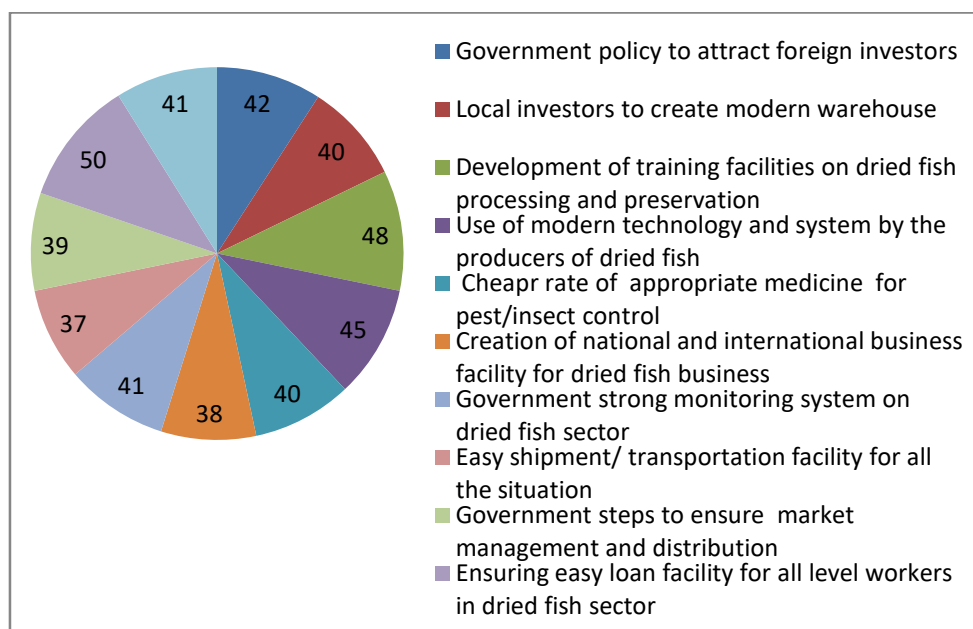 42
40
48
45
40
38
41
37
39
50
41
Government policy to attract foreign investors
Local investors to create modern warehouse
Development of training facilities on dried fish
processing and preservation
Use of modern technology and system by the
producers of dried fish
Cheapr rate of appropriate medicine for
pest/insect control
Creation of national and international business
facility for dried fish business
Government strong monitoring system on
dried fish sector
Easy shipment/ transportation facility for all
the situation
Government steps to ensure market
management and distribution
Ensuring easy loan facility for all level workers
in dried fish sector